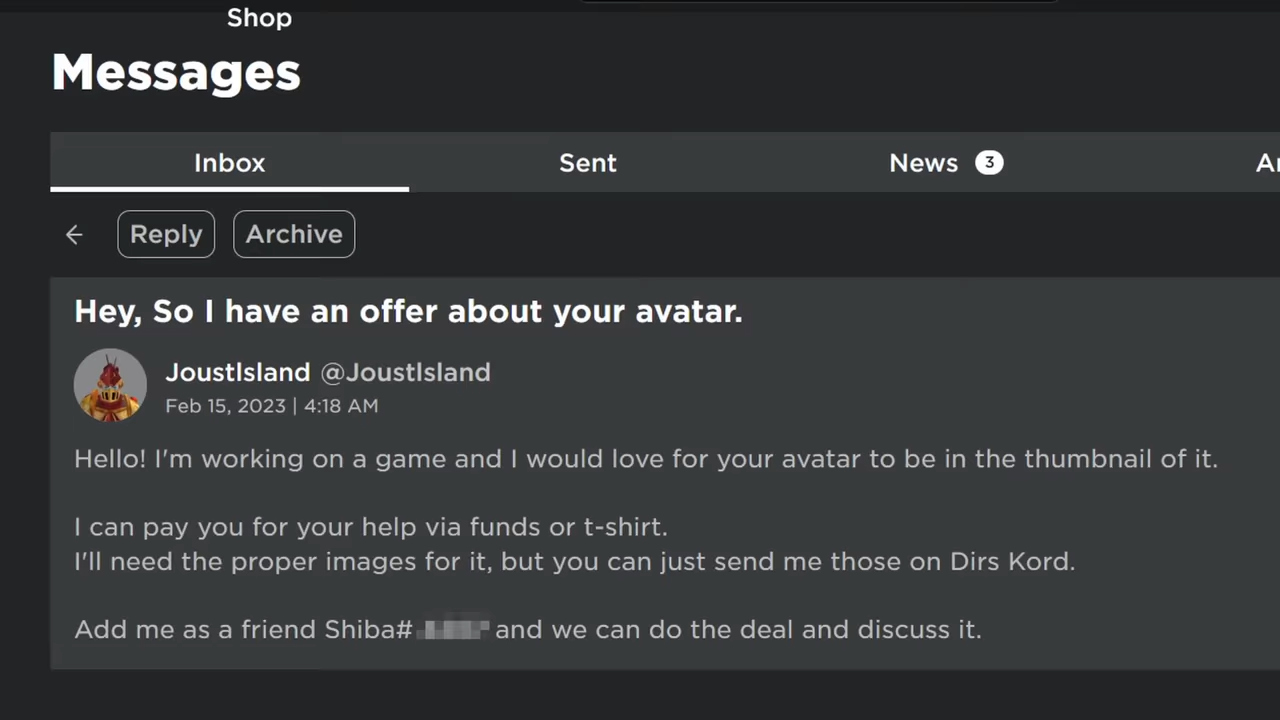 Shop
Messages
Inbox
Sent
News 3
Reply
Archive
Hey, So I have an offer about your avatar.
JoustIsland @JoustIsland
Feb 15, 2023 | 4:18 AM
Hello! I'm working on a game and I would love for your avatar to be in the thumbnail of it.
I can pay you for your help via funds or t-shirt.
I'll need the proper images for it, but you can just send me those on Dirs Kord.
Add me as a friend Shiba# and we can do the deal and discuss it.